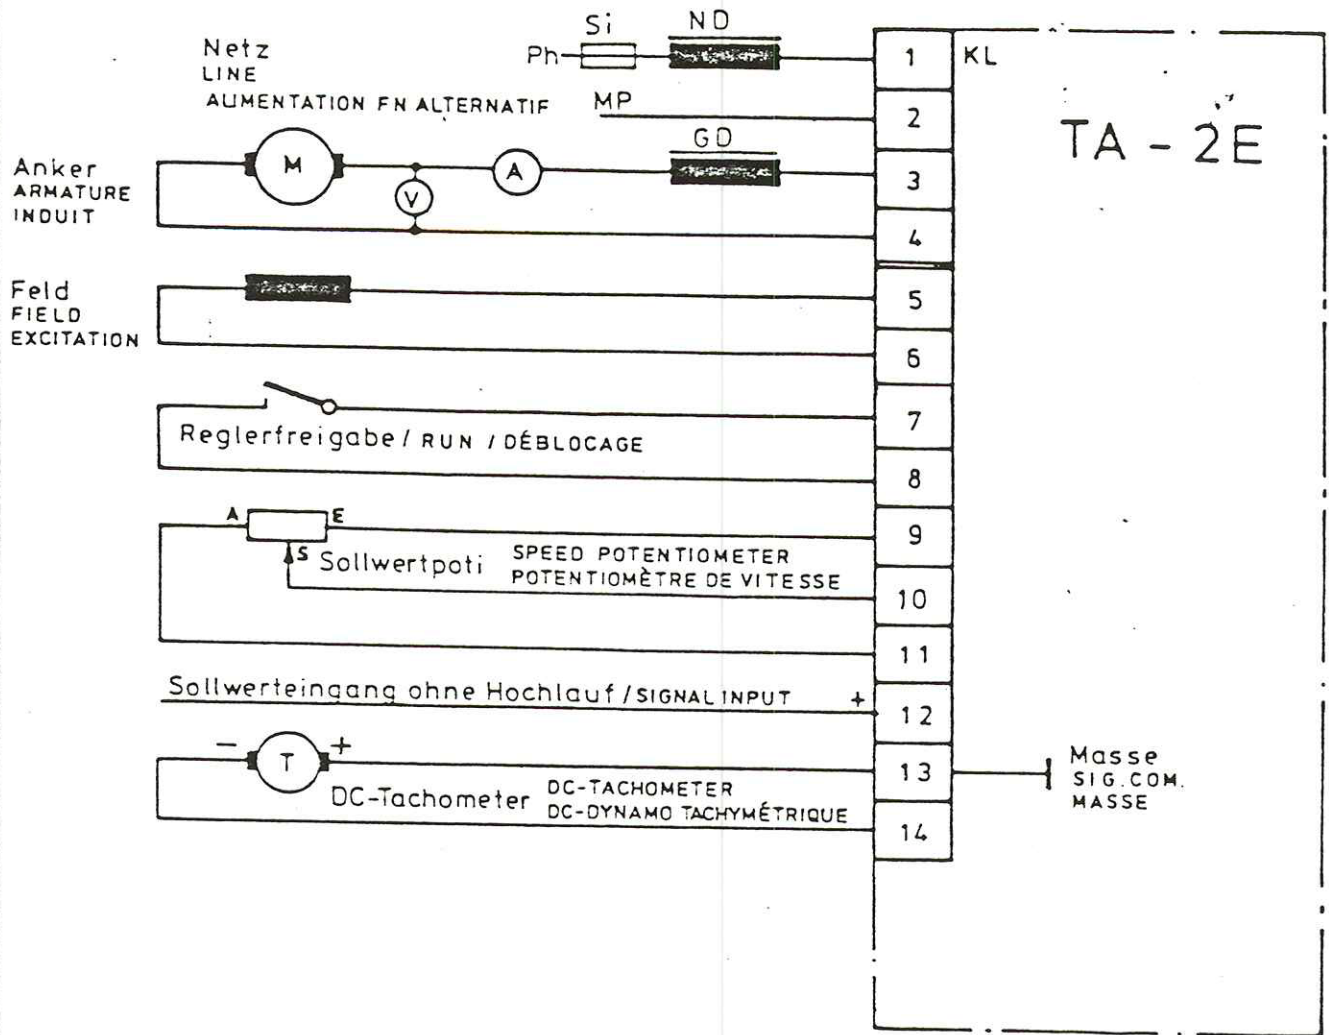 Si
ND
Netz
LINE
AUMENTATION FN ALTERNATIF
Ph
1
KL
MP
2
TA - 2E
GD
Anker
ARMATURE
INDUIT
M
V
A
3
4
Feld
FIELD
EXCITATION
5
6
7
Reglerfreigabe / RUN / DÉBLOCAGE
8
A
E
9
S
Sollwertpoti
SPEED POTENTIOMETER
POTENTIOMÈTRE DE VITESSE
10
11
Sollwerteingang ohne Hochlauf / SIGNAL INPUT
+
12
-
T
+
13
Masse
SIG.COM.
MASSE
DC-Tachometer
DC-TACHOMETER
DC-DYNAMO TACHYMÉTRIQUE
14